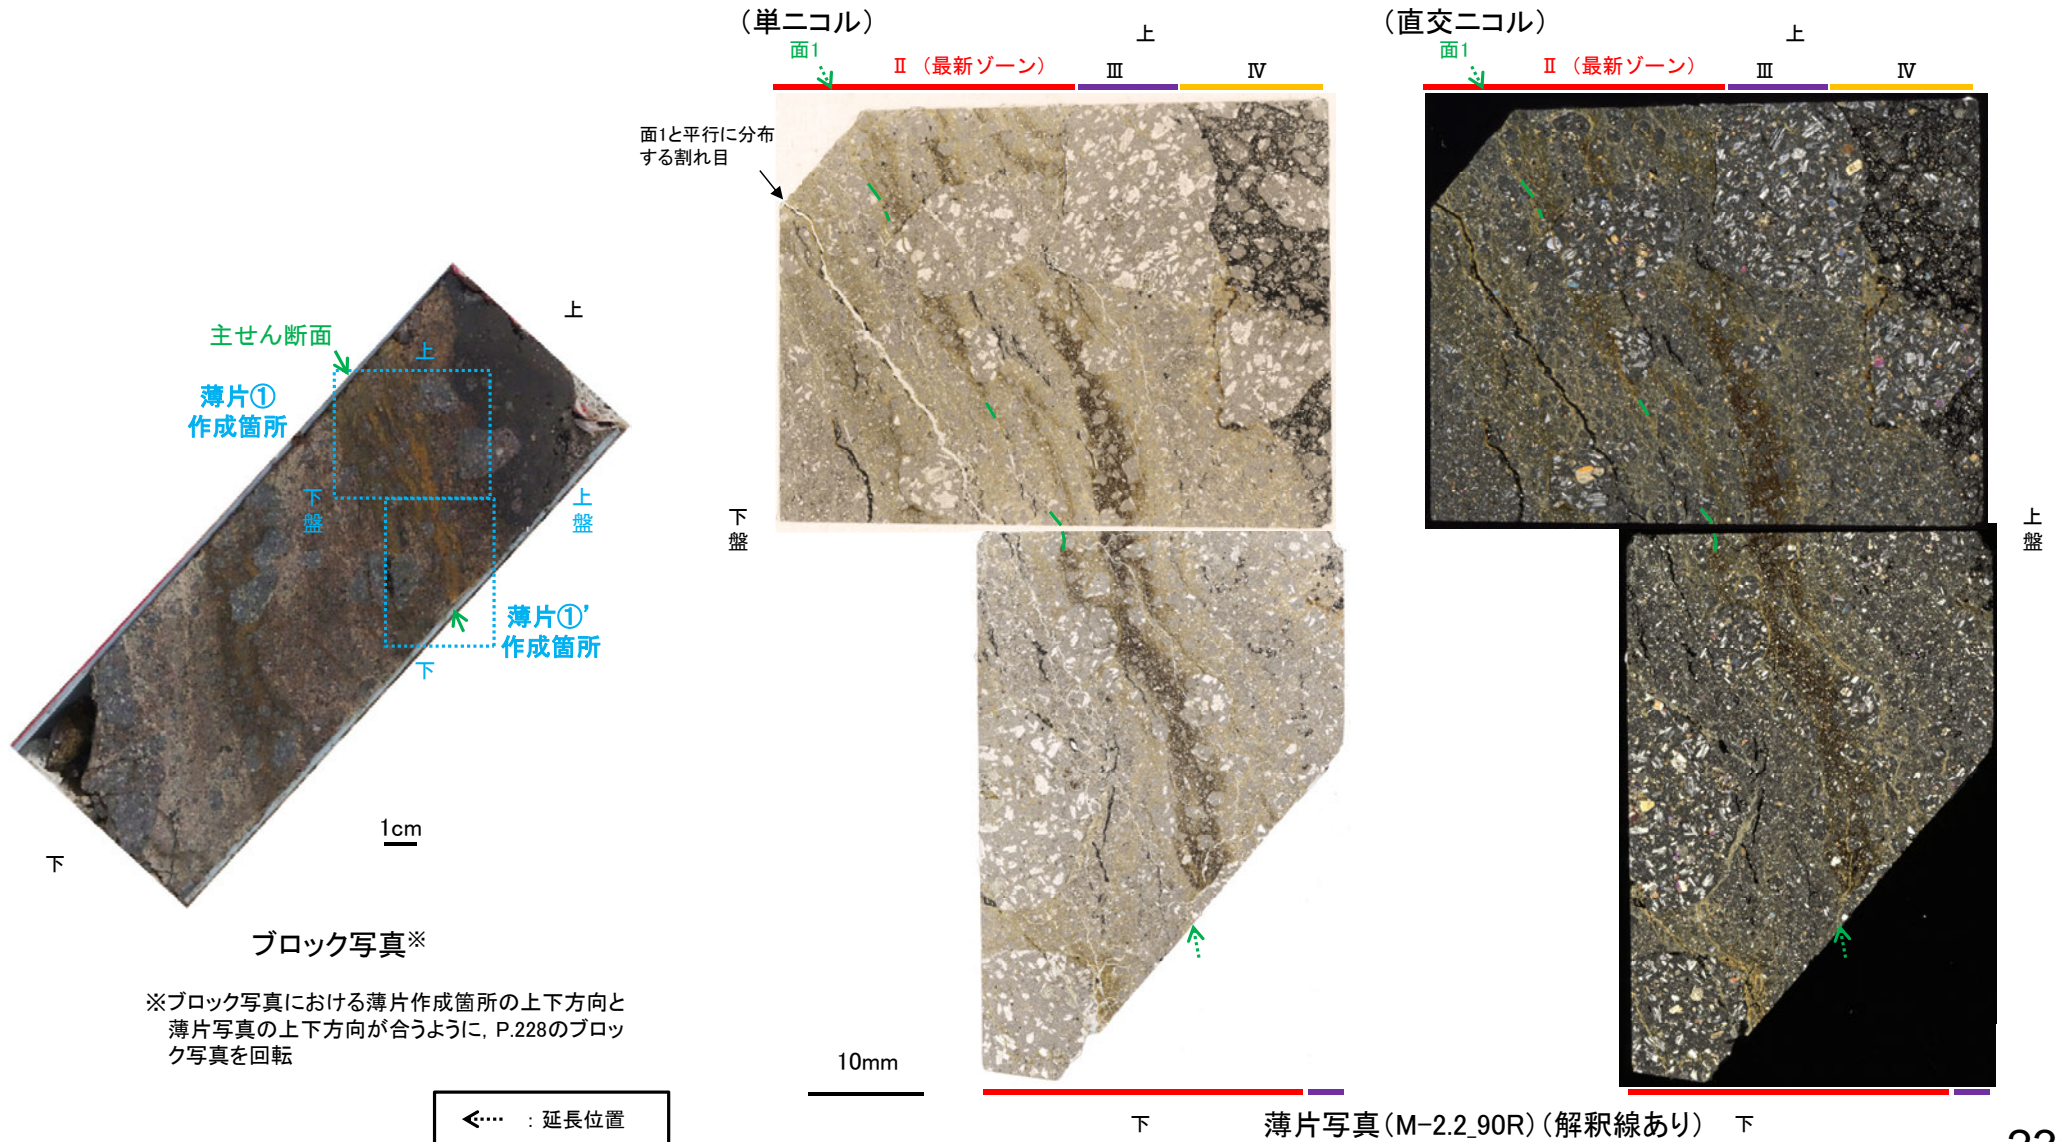 (単ニコル)
上
面1
Ⅱ (最新ゾーン)
Ⅲ
Ⅳ
(直交ニコル)
上
面1
Ⅱ (最新ゾーン)
Ⅲ
Ⅳ
面1と平行に分布
する割れ目
上
主せん断面
上
薄片①
作成箇所
下
盤
上
盤
薄片①’
作成箇所
下
下
盤
上
盤
1cm
下
ブロック写真※
※ブロック写真における薄片作成箇所の上下方向と
薄片写真の上下方向が合うように, P.228のブロッ
ク写真を回転
10mm
:延長位置
下
薄片写真(M-2.2_90R)(解釈線あり)
下